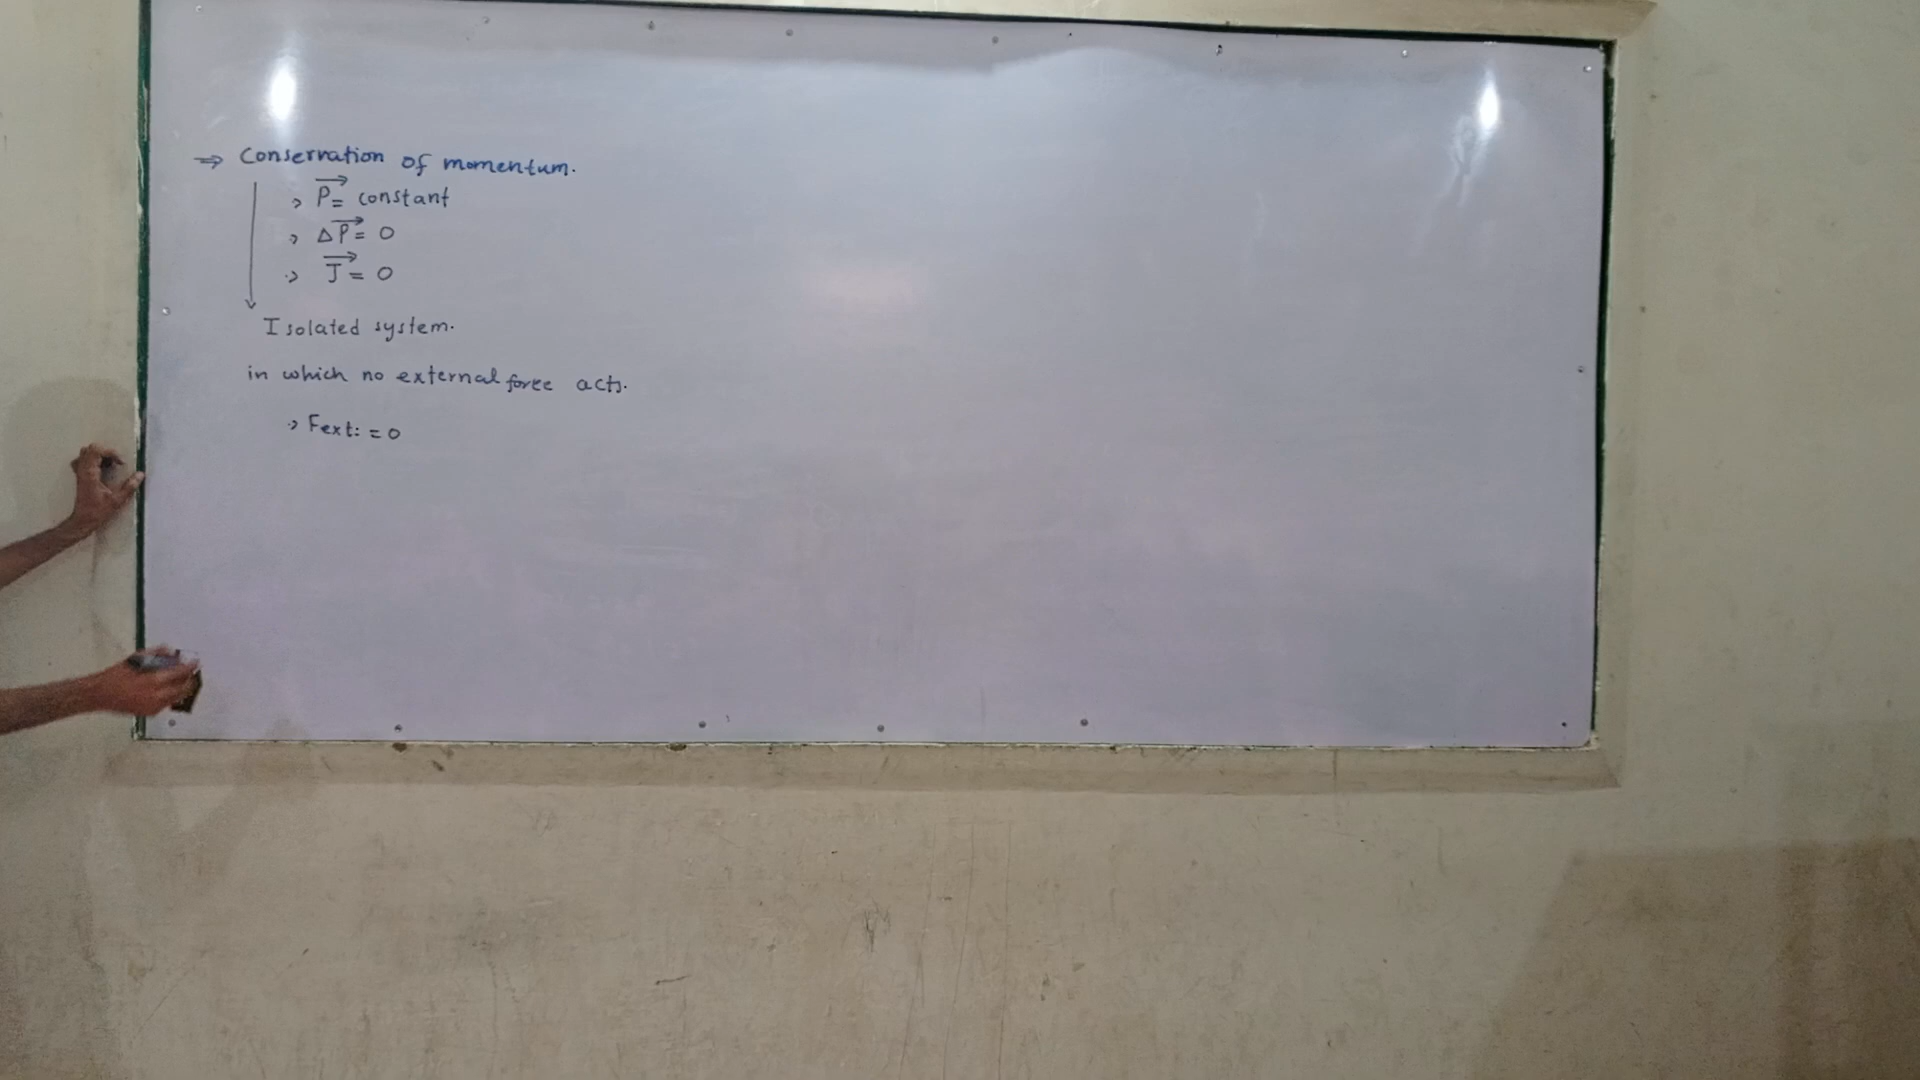 ⇒ Conservation of momentum.
> P⃗ = constant
> ΔP⃗ = 0
> J⃗ = 0
Isolated system.
in which no external force acts.
> Fext: = 0